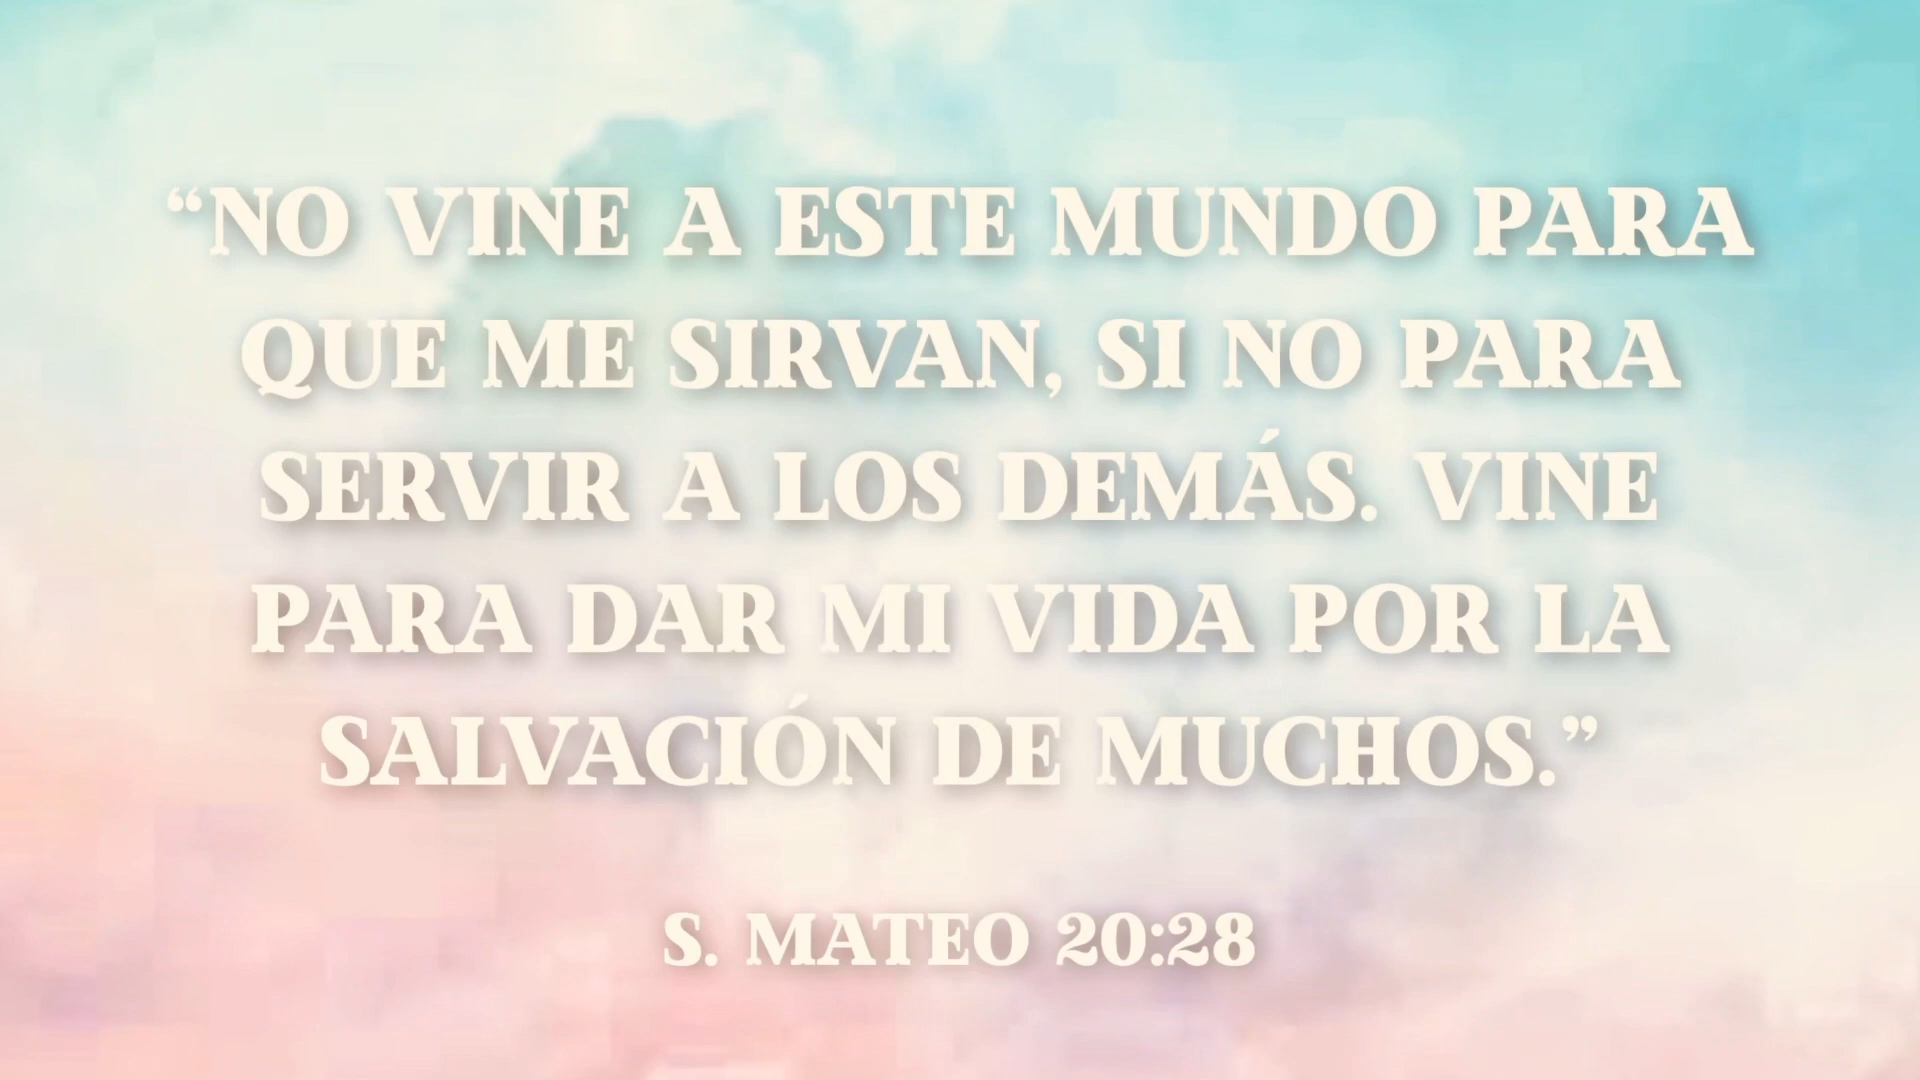 “NO VINE A ESTE MUNDO PARA
QUE ME SIRVAN, SI NO PARA
SERVIR A LOS DEMÁS. VINE
PARA DAR MI VIDA POR LA
SALVACIÓN DE MUCHOS.”
S. MATEO 20:28